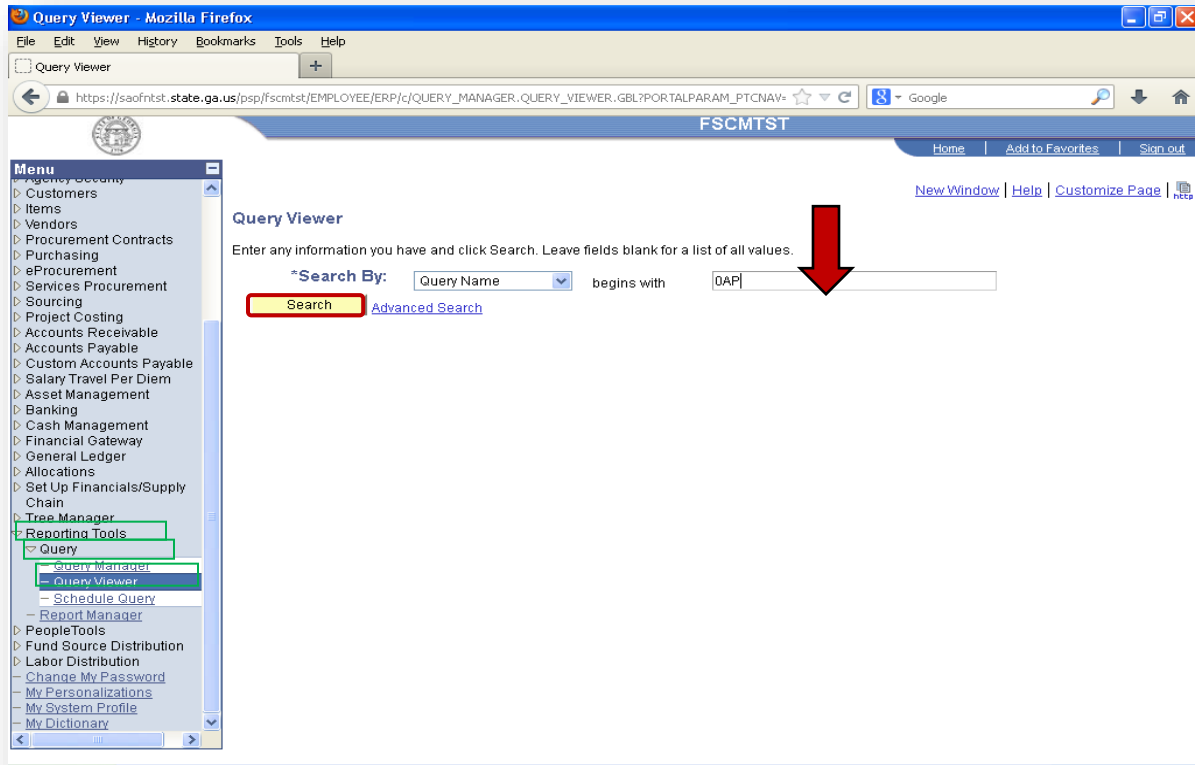 Query Viewer - Mozilla Firefox
File Edit View History Bookmarks Tools Help
Query Viewer +
https://saofntst.state.ga.us/psp/fscmtst/EMPLOYEE/ERP/c/QUERY_MANAGER.QUERY_VIEWER.GBL?PORTALPARAM_PTCNAV= 8 Google
FSCMTST
Home | Add to Favorites | Sign out
New Window | Help | Customize Page | http
Menu
Agency Security
Customers
Items
Vendors
Procurement Contracts
Purchasing
eProcurement
Services Procurement
Sourcing
Project Costing
Accounts Receivable
Accounts Payable
Custom Accounts Payable
Salary Travel Per Diem
Asset Management
Banking
Cash Management
Financial Gateway
General Ledger
Allocations
Set Up Financials/Supply
Chain
Tree Manager
Reporting Tools
Query
– Query Manager
– Query Viewer
– Schedule Query
– Report Manager
PeopleTools
Fund Source Distribution
Labor Distribution
– Change My Password
– My Personalizations
– My System Profile
– My Dictionary
Query Viewer
Enter any information you have and click Search. Leave fields blank for a list of all values.
*Search By: Query Name begins with 0AP
Search Advanced Search